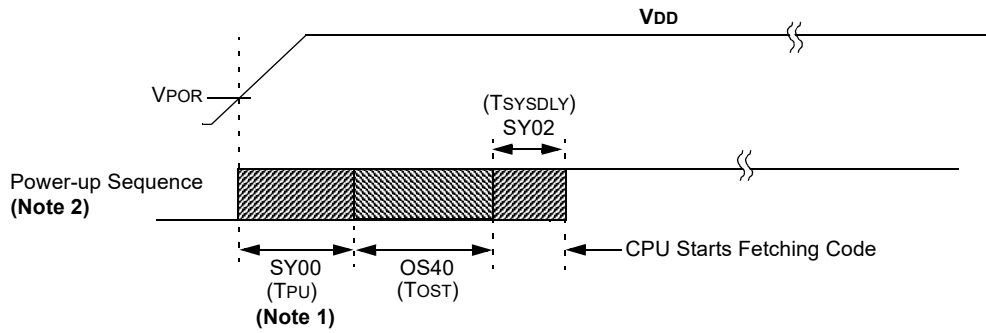 VDD
VPOR
(TSYSDLY)
SY02
Power-up Sequence
(Note 2)
CPU Starts Fetching Code
SY00
(TPU)
(Note 1)
OS40
(TOST)